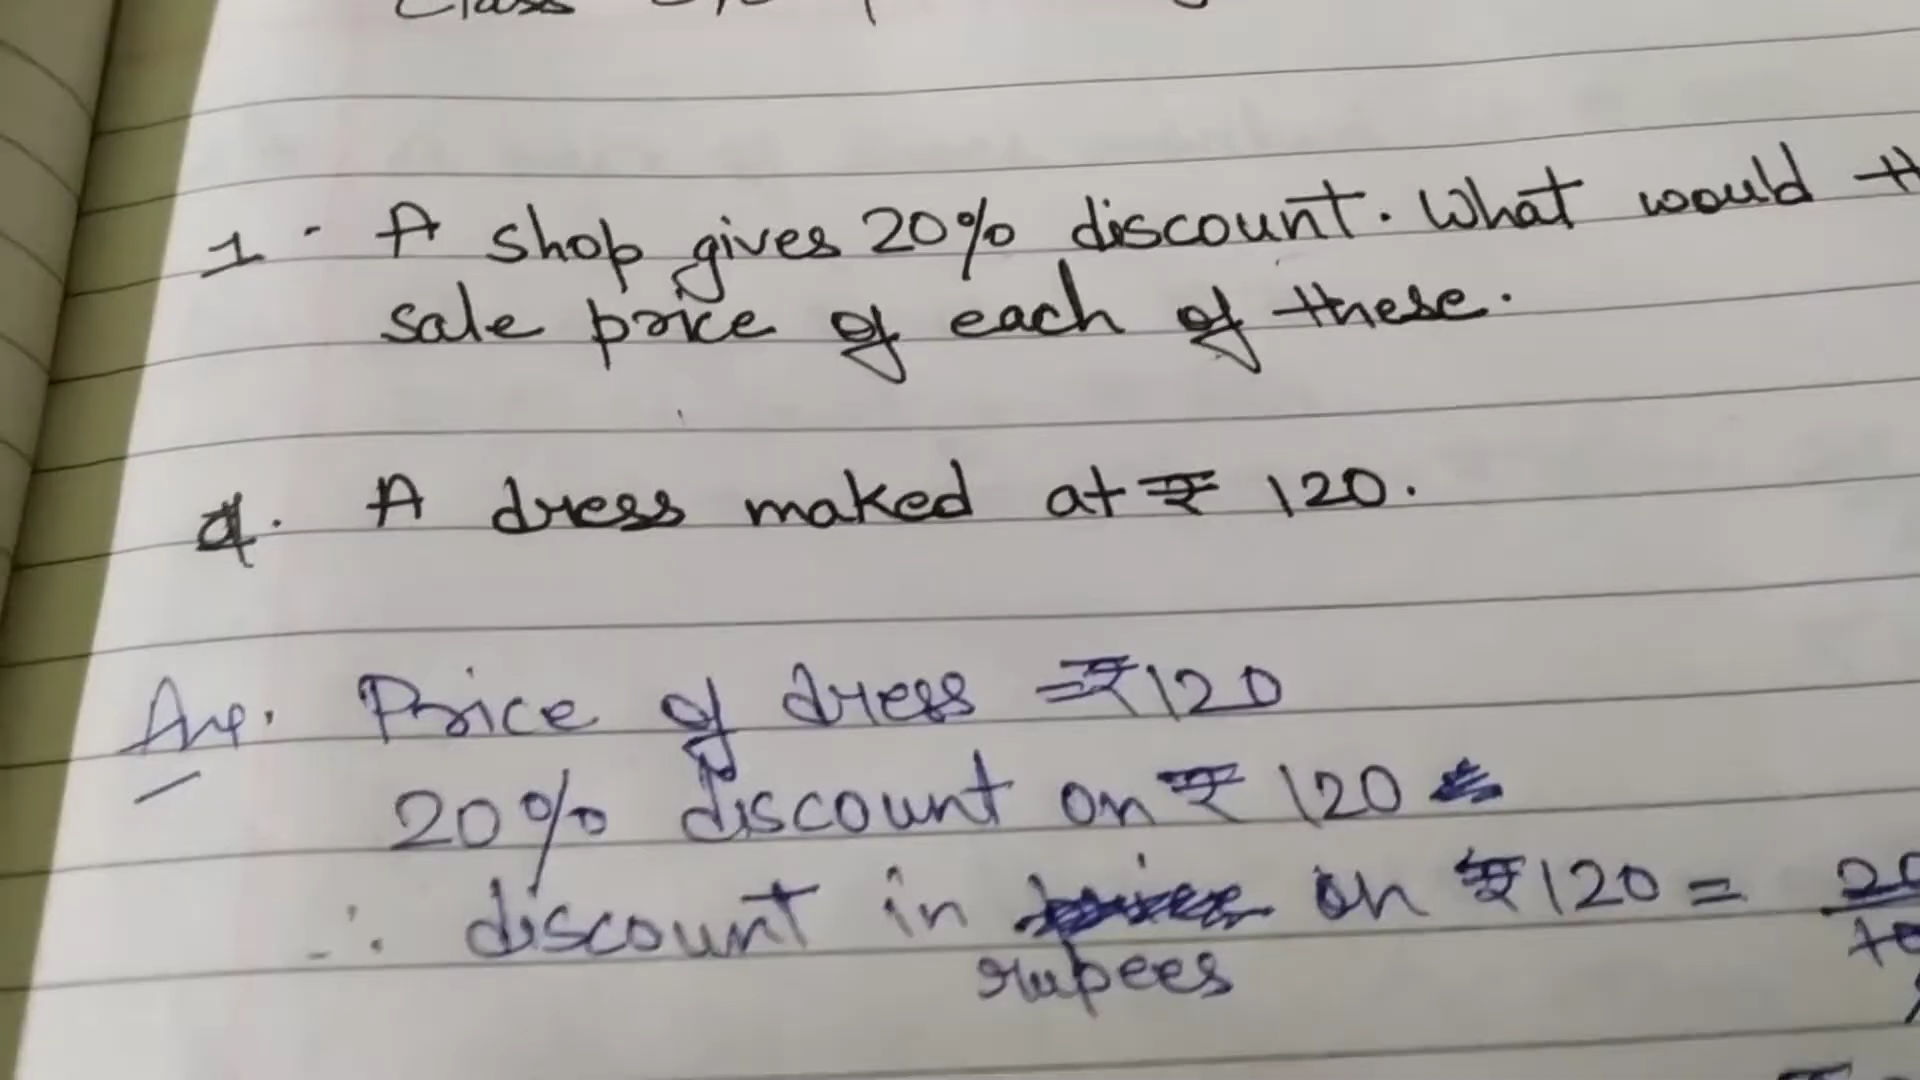 Class
1. A shop gives 20% discount. What would
sale price of each of these.
a. A dress maked at ₹ 120.
Ans. Price of dress = ₹120
20% discount on ₹ 120
∴ discount in on ₹120 =
rupees